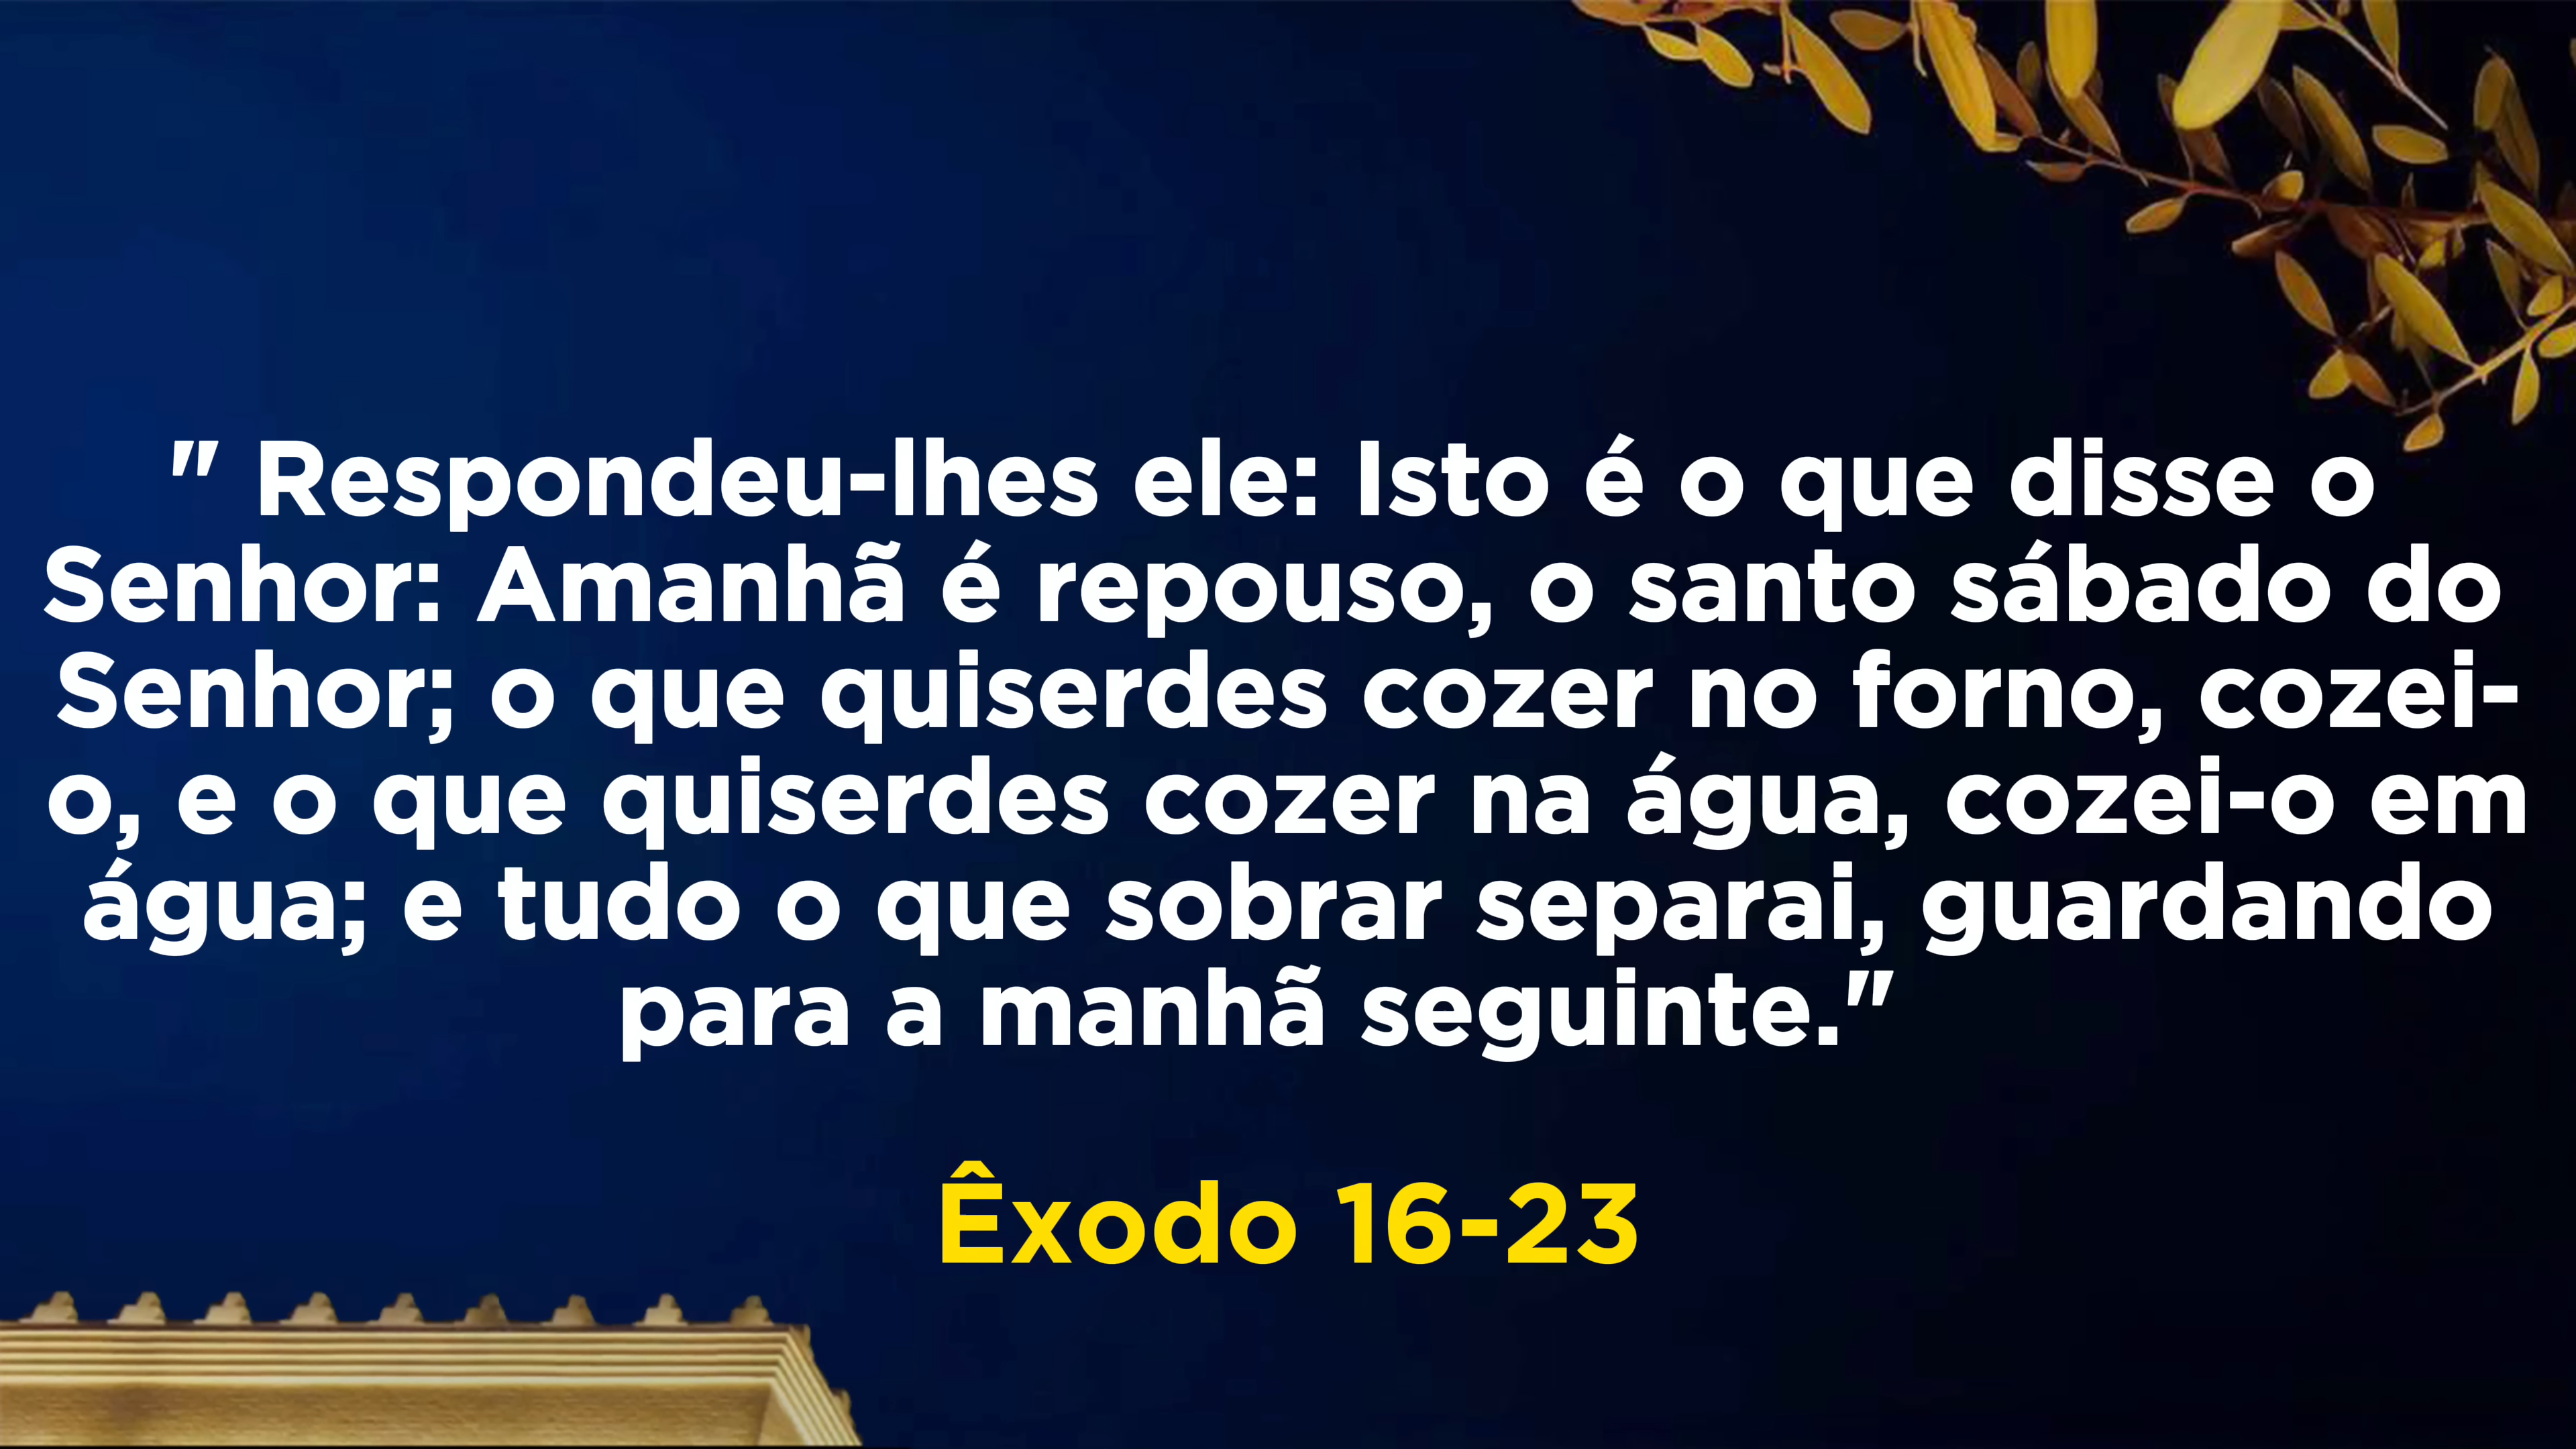 " Respondeu-lhes ele: Isto é o que disse o
Senhor: Amanhã é repouso, o santo sábado do
Senhor; o que quiserdes cozer no forno, cozei-
o, e o que quiserdes cozer na água, cozei-o em
água; e tudo o que sobrar separai, guardando
para a manhã seguinte."
Êxodo 16-23